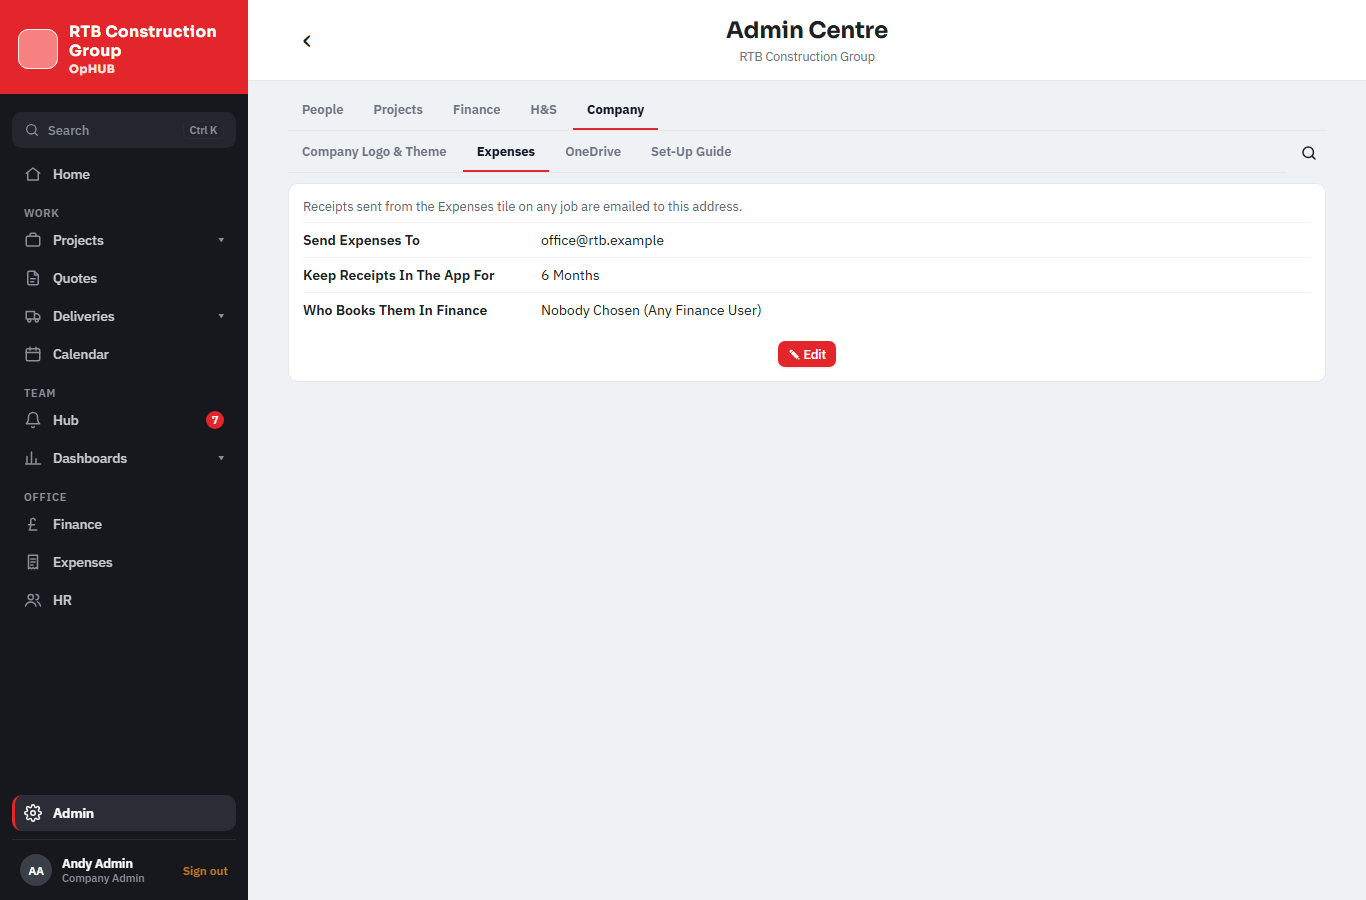 RTB Construction
Group
OpHUB
Search Ctrl K
Home
WORK
Projects
Quotes
Deliveries
Calendar
TEAM
Hub 7
Dashboards
OFFICE
Finance
Expenses
HR
Admin
AA Andy Admin
Company Admin
Sign out
Admin Centre
RTB Construction Group
People Projects Finance H&S Company
Company Logo & Theme Expenses OneDrive Set-Up Guide
Receipts sent from the Expenses tile on any job are emailed to this address.
Send Expenses To office@rtb.example
Keep Receipts In The App For 6 Months
Who Books Them In Finance Nobody Chosen (Any Finance User)
Edit